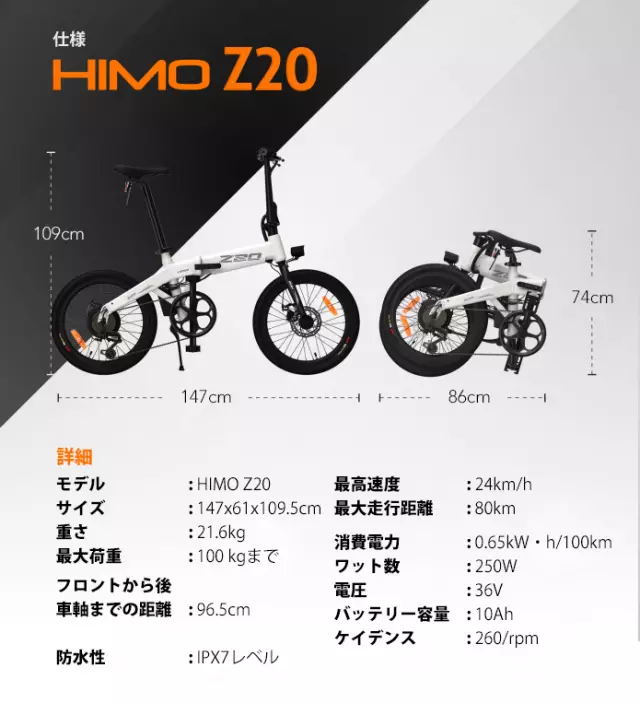 仕様
HIMO Z20
109cm
Z20
74cm
147cm
86cm
詳細
モデル : HIMO Z20
サイズ : 147x61x109.5cm
重さ : 21.6kg
最大荷重 : 100 kgまで
フロントから後
車軸までの距離 : 96.5cm
防水性 : IPX7レベル
最高速度 : 24km/h
最大走行距離 : 80km
消費電力 : 0.65kW・h/100km
ワット数 : 250W
電圧 : 36V
バッテリー容量 : 10Ah
ケイデンス : 260/rpm